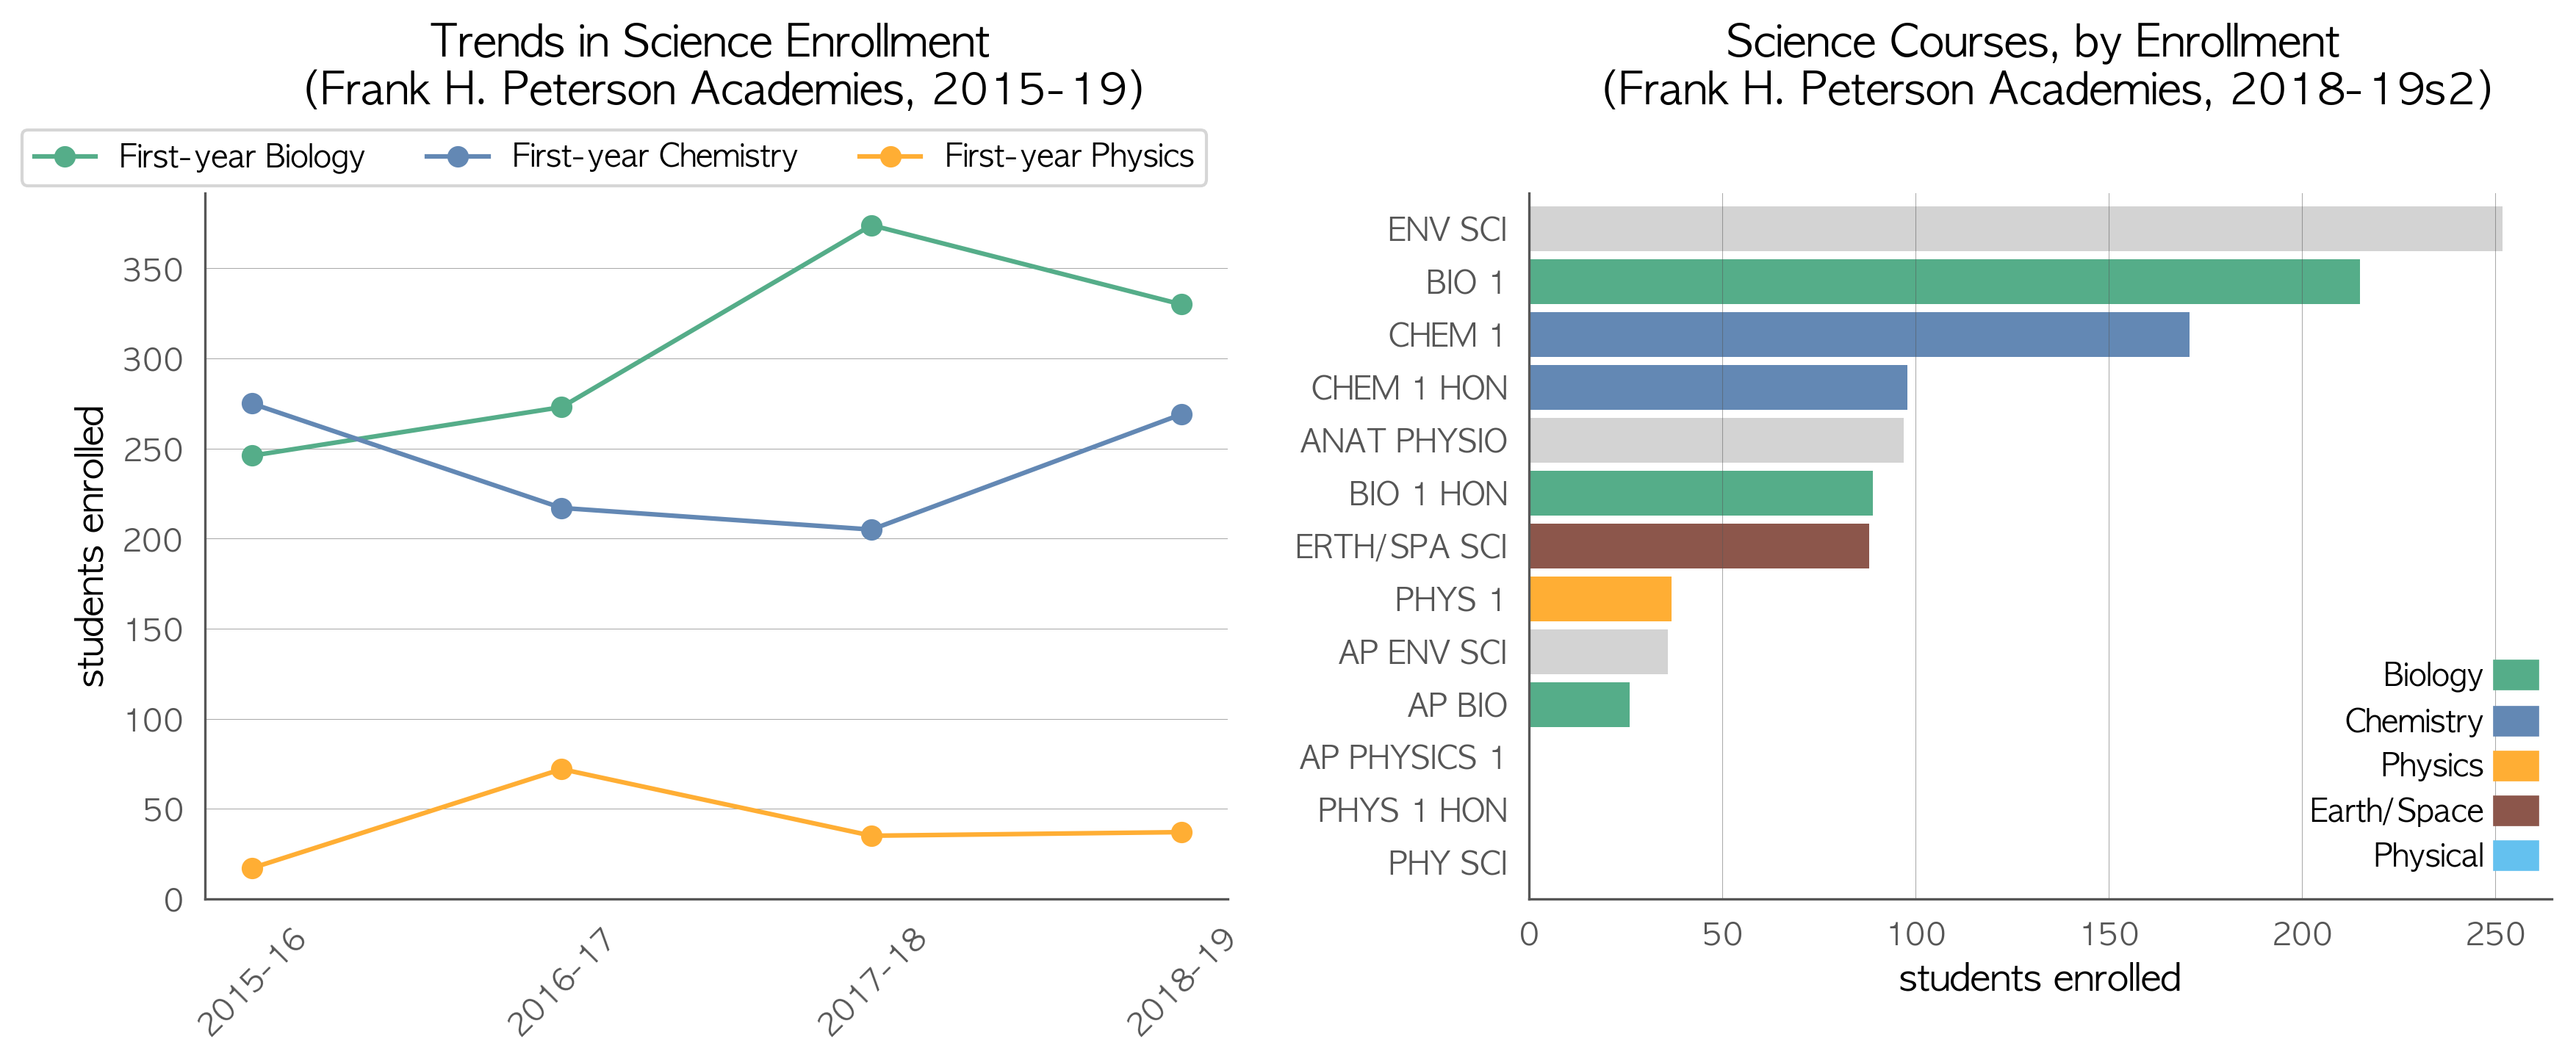 Trends in Science Enrollment
(Frank H. Peterson Academies, 2015-19)
First-year Biology
First-year Chemistry
First-year Physics
students enrolled
350
300
250
200
150
100
50
0
2015-16
2016-17
2017-18
2018-19
Science Courses, by Enrollment
(Frank H. Peterson Academies, 2018-19s2)
ENV SCI
BIO 1
CHEM 1
CHEM 1 HON
ANAT PHYSIO
BIO 1 HON
ERTH/SPA SCI
PHYS 1
AP ENV SCI
AP BIO
AP PHYSICS 1
PHYS 1 HON
PHY SCI
Biology
Chemistry
Physics
Earth/Space
Physical
0 50 100 150 200 250
students enrolled